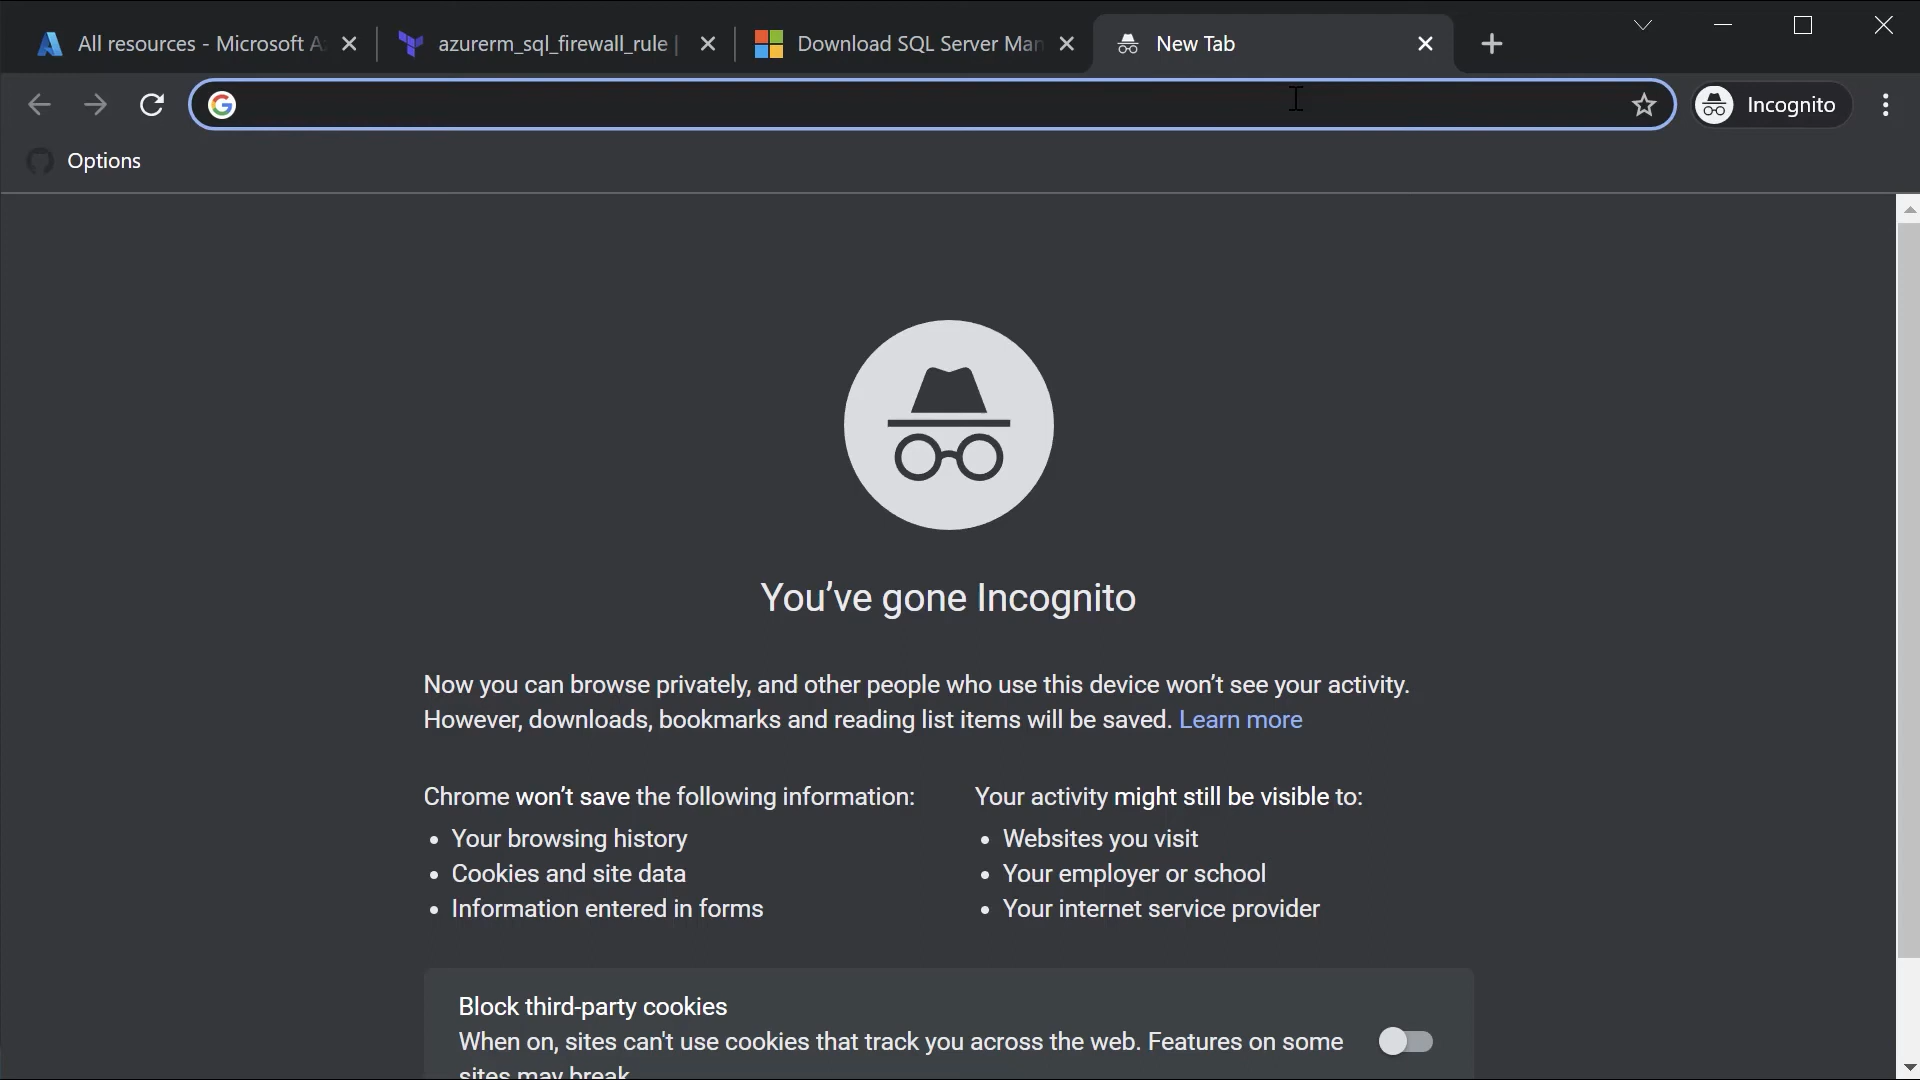 All resources - Microsoft A
azurerm_sql_firewall_rule |
Download SQL Server Man
New Tab
Incognito
Options
You've gone Incognito
Now you can browse privately, and other people who use this device won't see your activity.
However, downloads, bookmarks and reading list items will be saved. Learn more
Chrome won't save the following information:
Your browsing history
Cookies and site data
Information entered in forms
Your activity might still be visible to:
Websites you visit
Your employer or school
Your internet service provider
Block third-party cookies
When on, sites can't use cookies that track you across the web. Features on some
sites may break